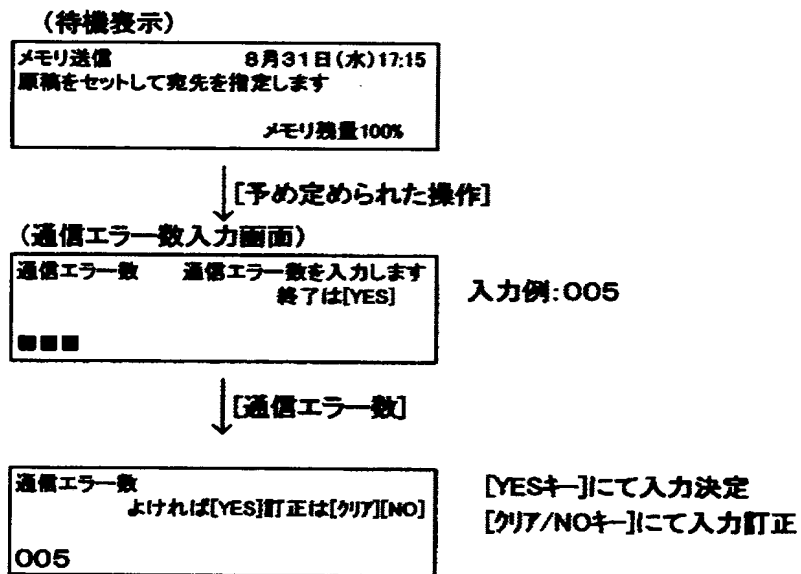 (待機表示)
メモリ送信 8月31日(水)17:15
原稿をセットして宛先を指定します
メモリ残量100%
[予め定められた操作]
(通信エラー数入力画面)
通信エラー数 通信エラー数を入力します
終了は[YES]
■■■
入力例:005
[通信エラー数]
通信エラー数
よければ[YES]訂正は[クリア][NO]
005
[YESキー]にて入力決定
[クリア/NOキー]にて入力訂正